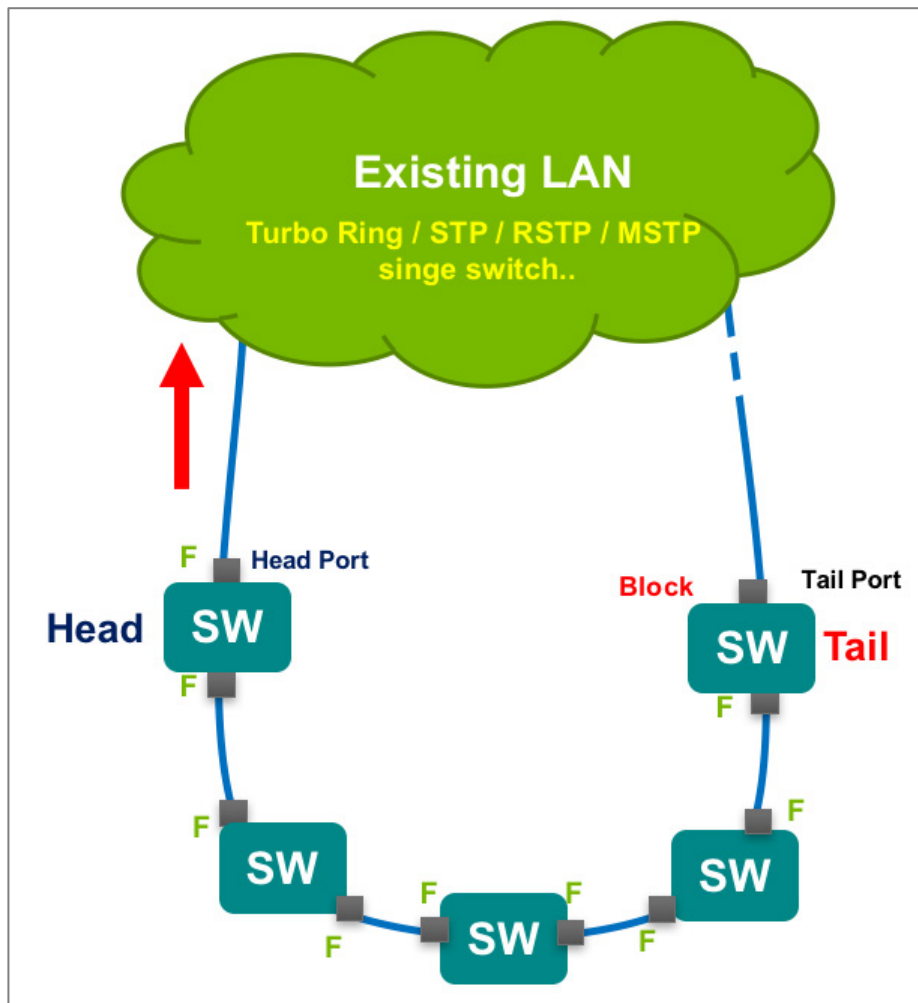 Existing LAN
Turbo Ring / STP / RSTP / MSTP
singe switch..
F
Head Port
Block
Tail Port
Head
SW
SW
Tail
F
F
F
F
SW
SW
F
F
SW
F
F